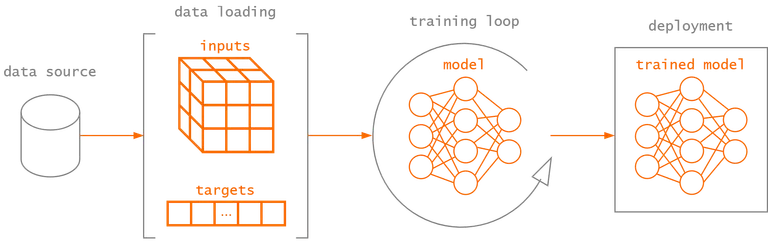 data source
data loading
inputs
targets
...
training loop
model
deployment
trained model